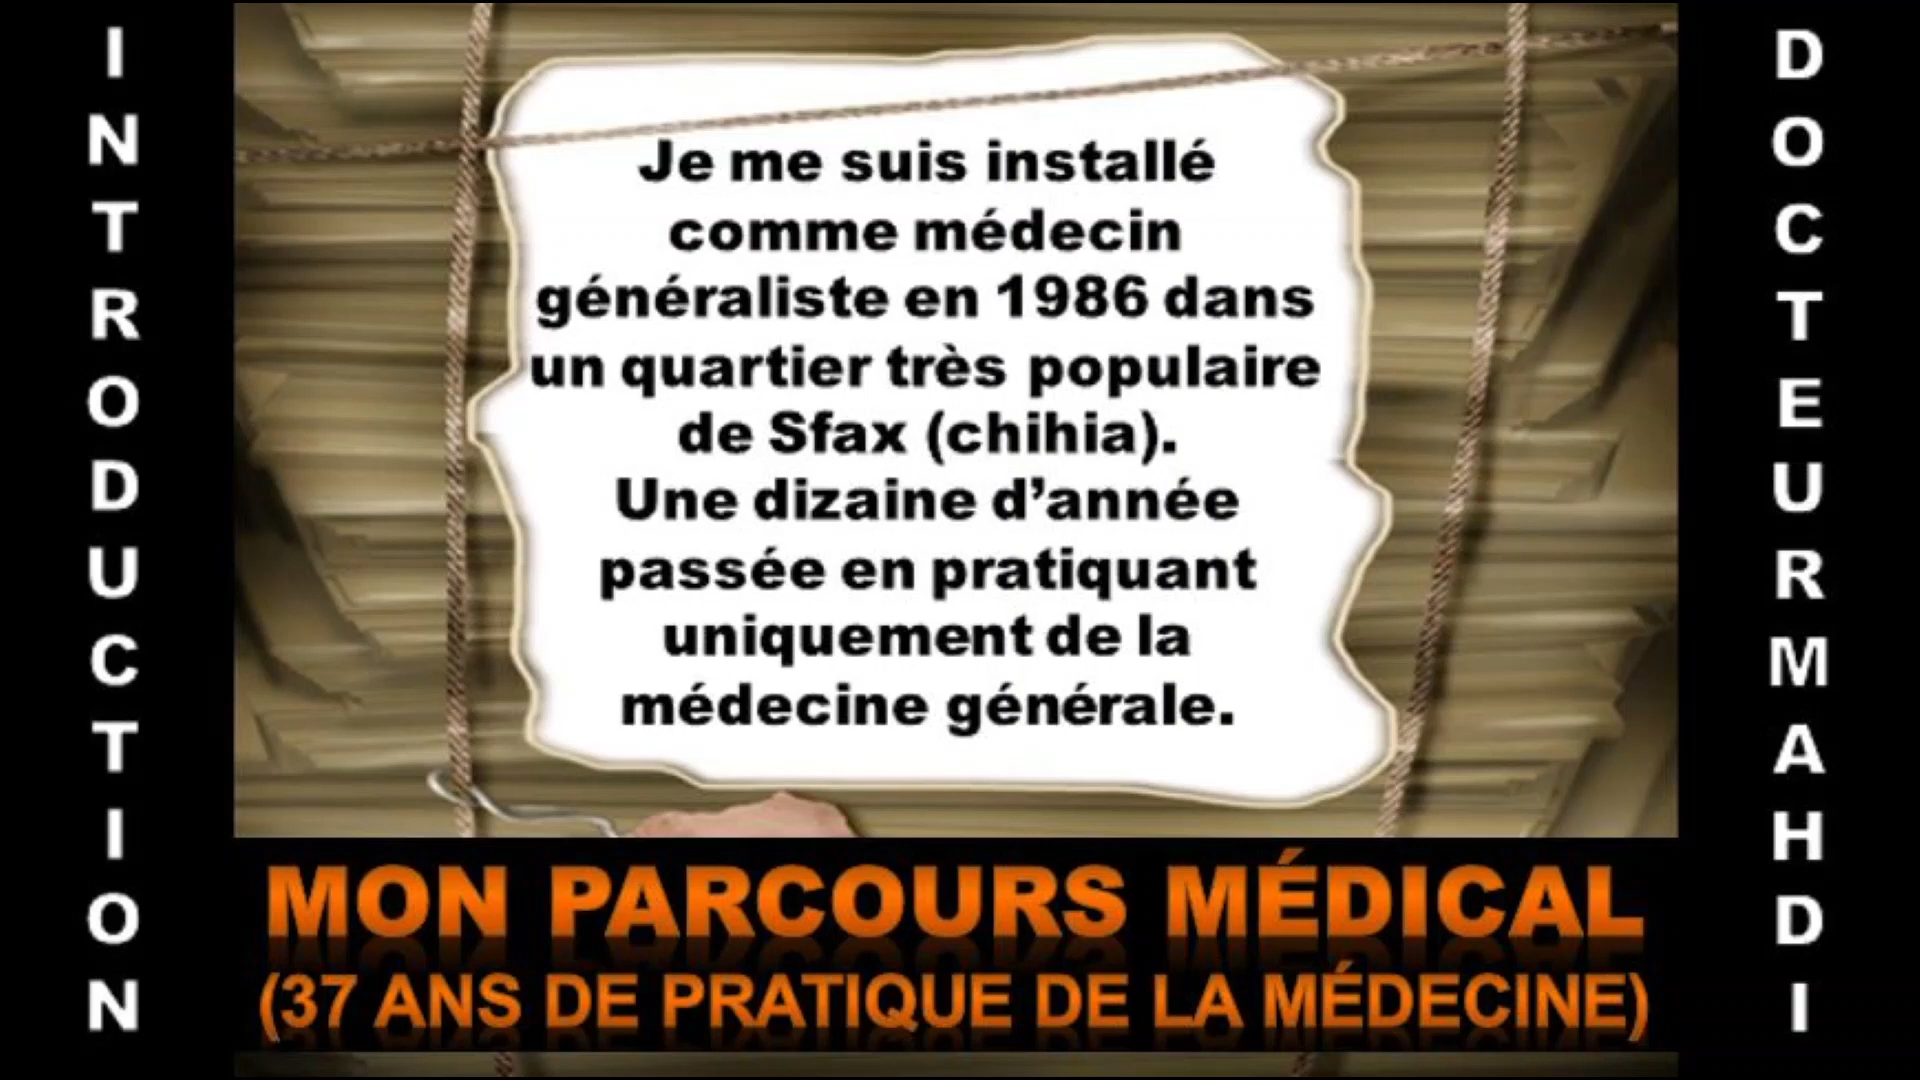 INTRODUCTION
Je me suis installé
comme médecin
généraliste en 1986 dans
un quartier très populaire
de Sfax (chihia).
Une dizaine d’année
passée en pratiquant
uniquement de la
médecine générale.
MON PARCOURS MÉDICAL
(37 ANS DE PRATIQUE DE LA MÉDECINE)
DOCTEUR MAHDI